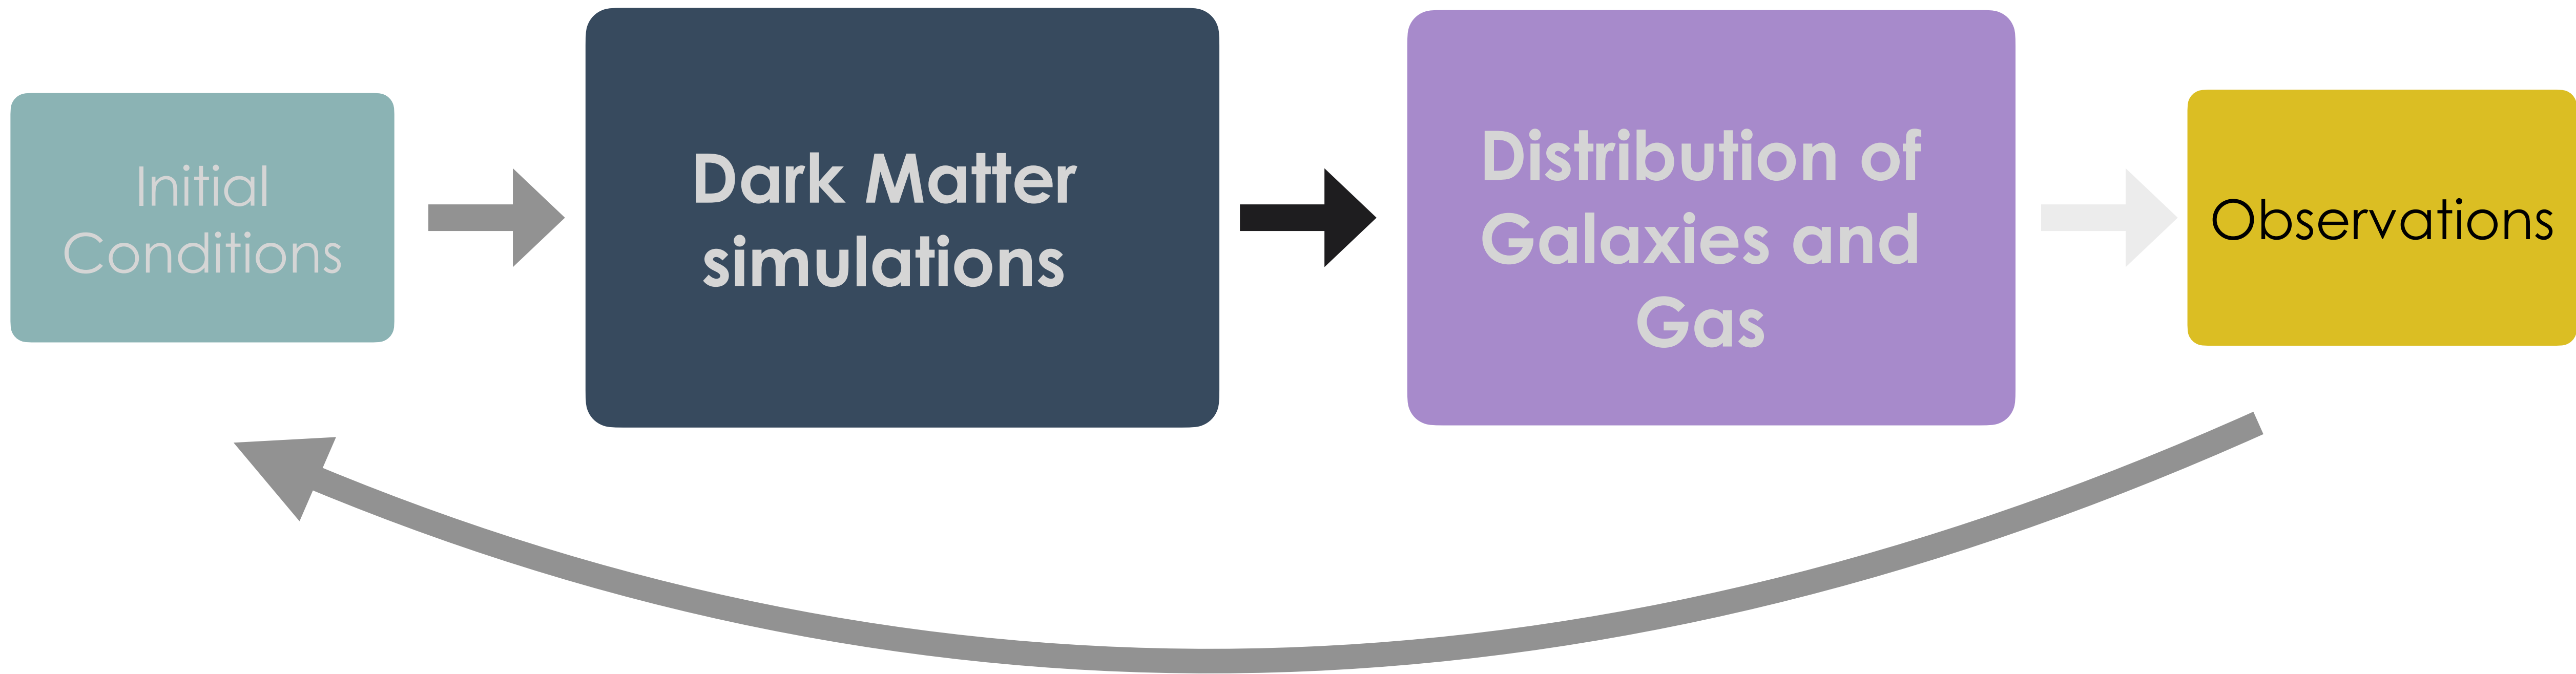 Initial
Conditions
Dark Matter
simulations
Distribution of
Galaxies and
Gas
Observations